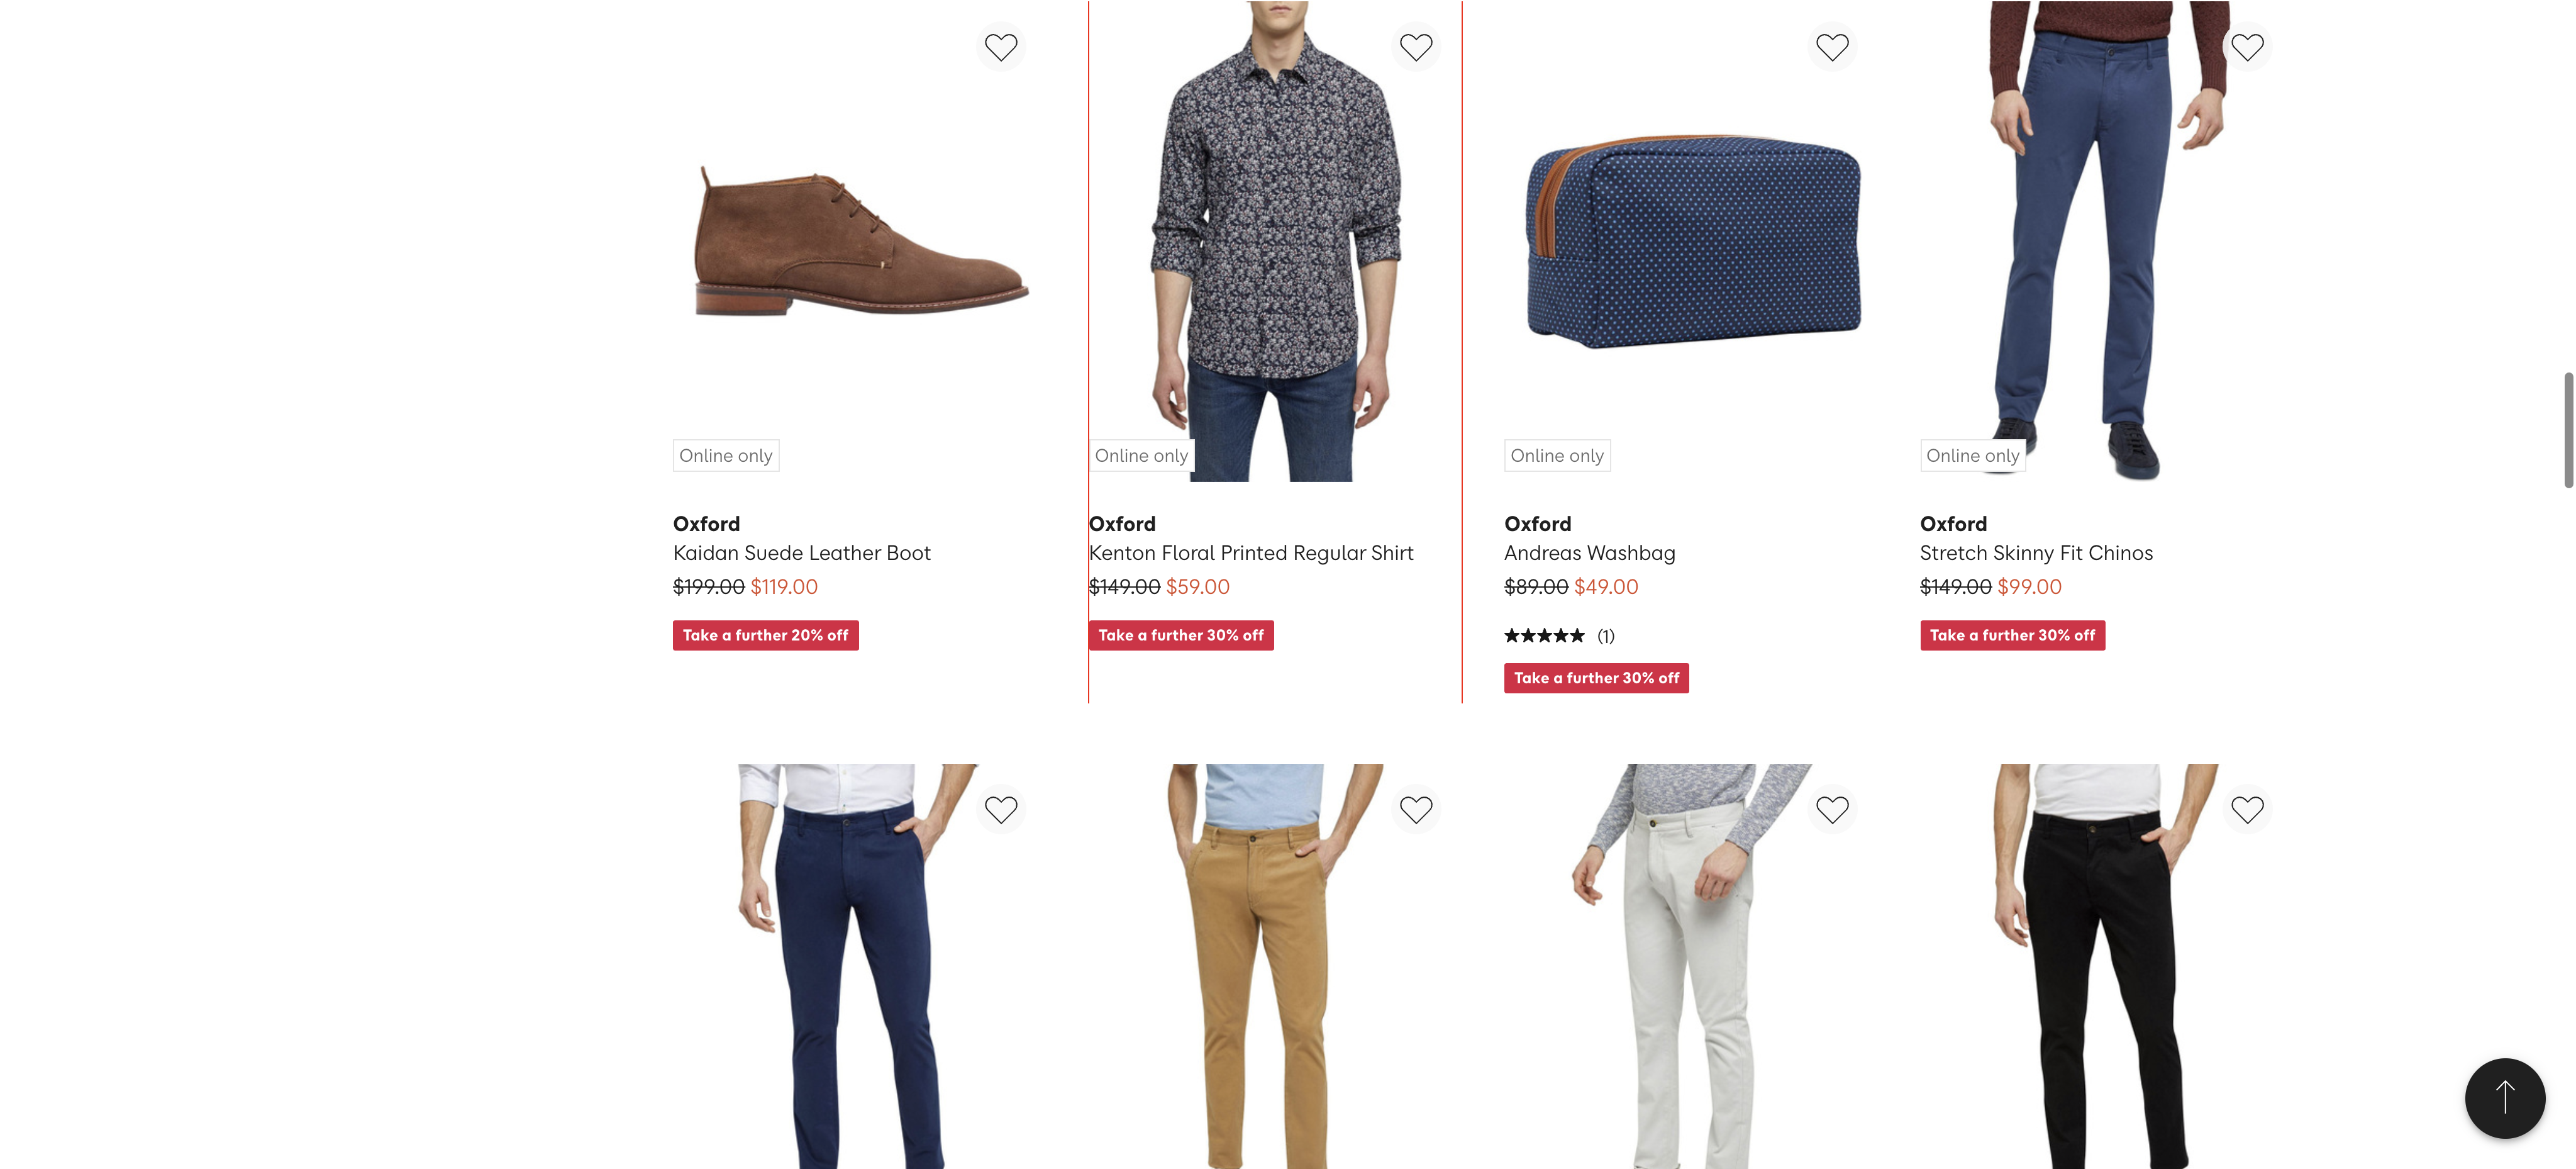 Online only
Oxford
Kaidan Suede Leather Boot
$199.00 $119.00
Take a further 20% off
Online only
Oxford
Kenton Floral Printed Regular Shirt
$149.00 $59.00
Take a further 30% off
Online only
Oxford
Andreas Washbag
$89.00 $49.00
★★★★★ (1)
Take a further 30% off
Online only
Oxford
Stretch Skinny Fit Chinos
$149.00 $99.00
Take a further 30% off